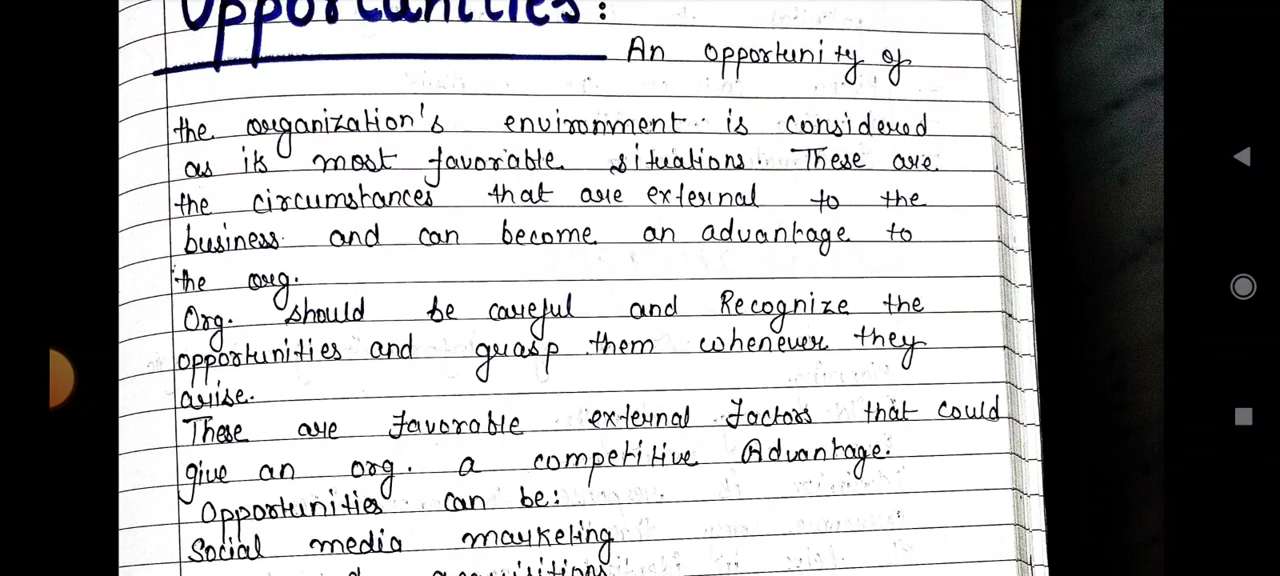 Opportunities:
An opportunity of
the organization's environment is considered
as its most favorable situations. These are
the circumstances that are external to the
business and can become an advantage to
the org.
Org. should be careful and Recognize the
opportunities and grasp them whenever they
arise.
These are favorable external factors that could
give an org. a competitive Advantage.
Opportunities can be:
Social media marketing
acquisitions